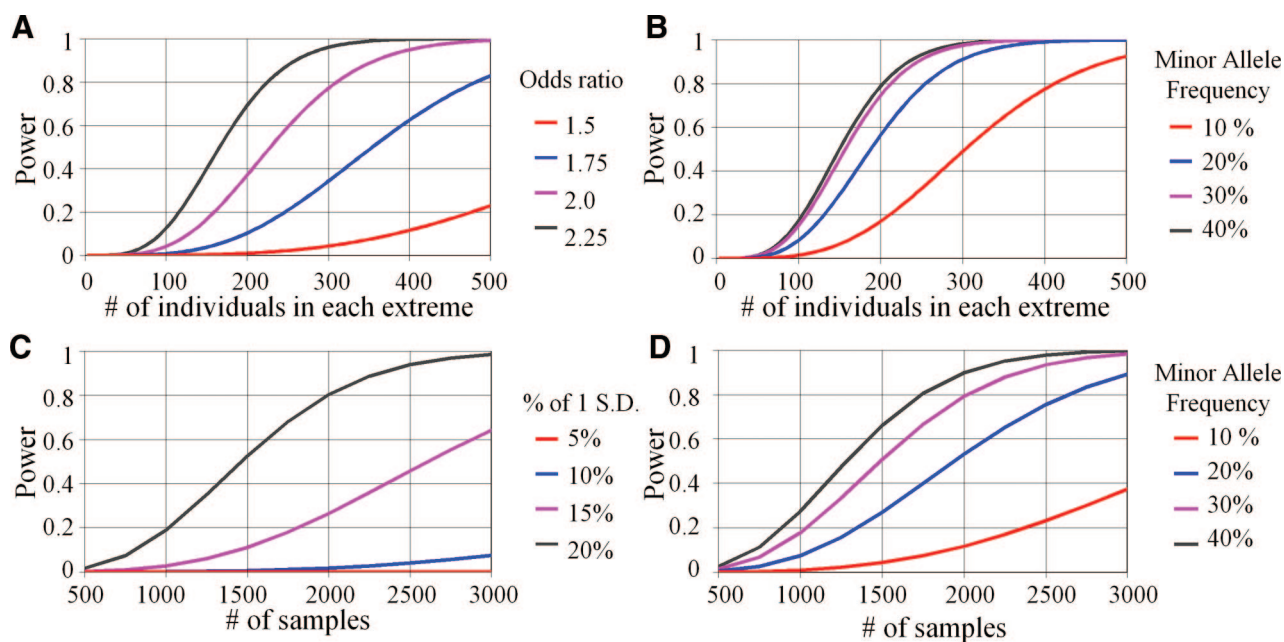 A
Power
1
0.8
0.6
0.4
0.2
0
0 100 200 300 400 500
# of individuals in each extreme
Odds ratio
1.5
1.75
2.0
2.25
B
Power
1
0.8
0.6
0.4
0.2
0
0 100 200 300 400 500
# of individuals in each extreme
Minor Allele
Frequency
10 %
20%
30%
40%
C
Power
1
0.8
0.6
0.4
0.2
0
500 1000 1500 2000 2500 3000
# of samples
% of 1 S.D.
5%
10%
15%
20%
D
Power
1
0.8
0.6
0.4
0.2
0
500 1000 1500 2000 2500 3000
# of samples
Minor Allele
Frequency
10 %
20%
30%
40%